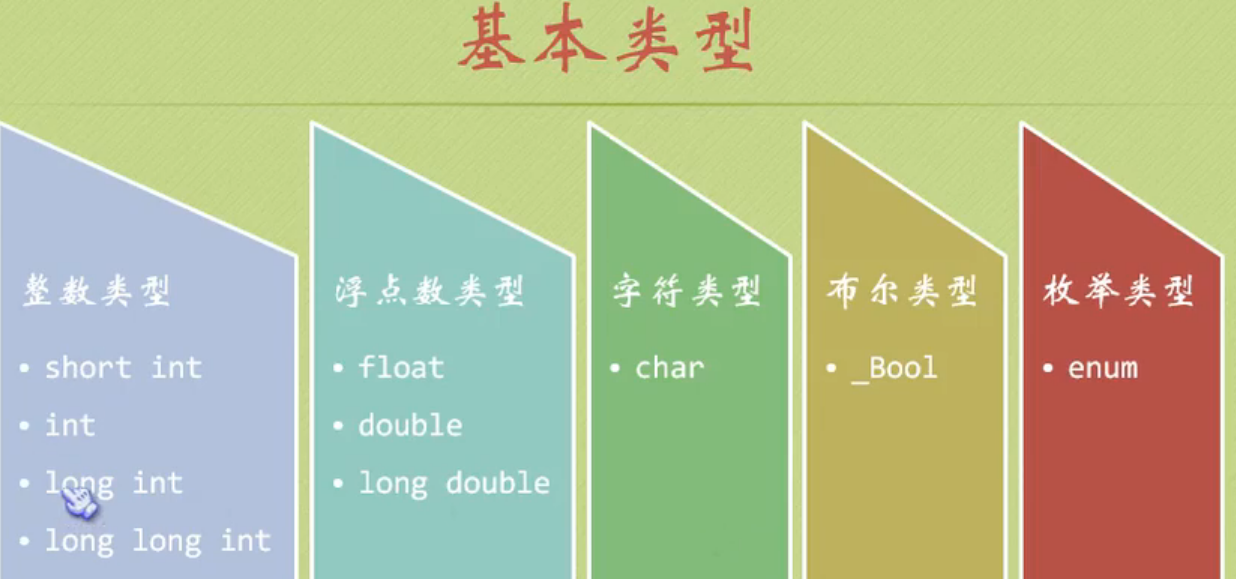 基本类型
整数类型
• short int
• int
• long int
• long long int
浮点数类型
• float
• double
• long double
字符类型
• char
布尔类型
• _Bool
枚举类型
• enum